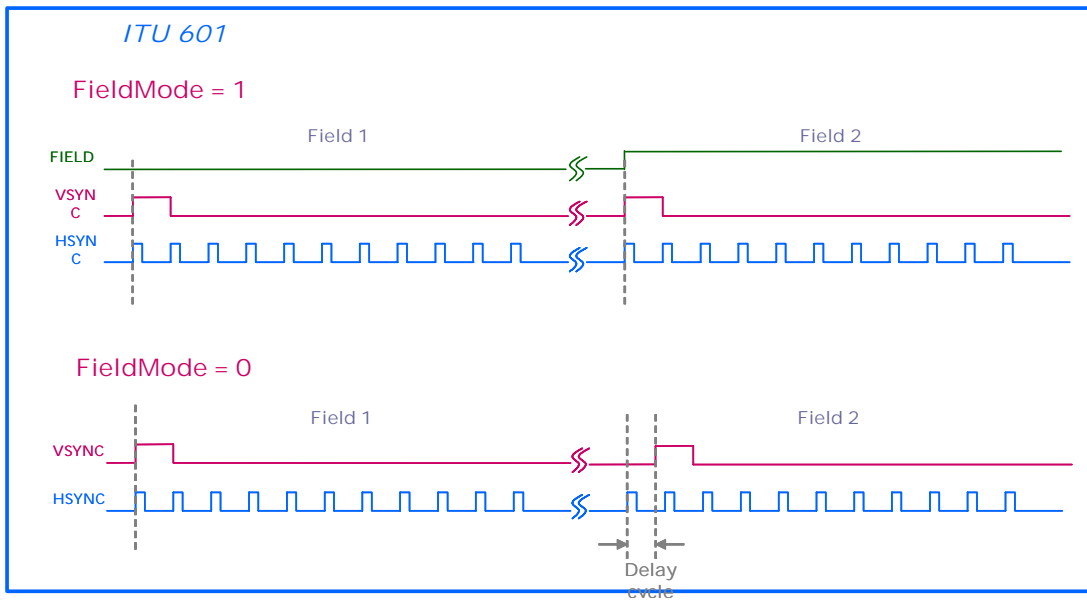 ITU 601
FieldMode = 1
Field 1
Field 2
FIELD
VSYN
C
HSYN
C
FieldMode = 0
Field 1
Field 2
VSYNC
HSYNC
Delay
cycle